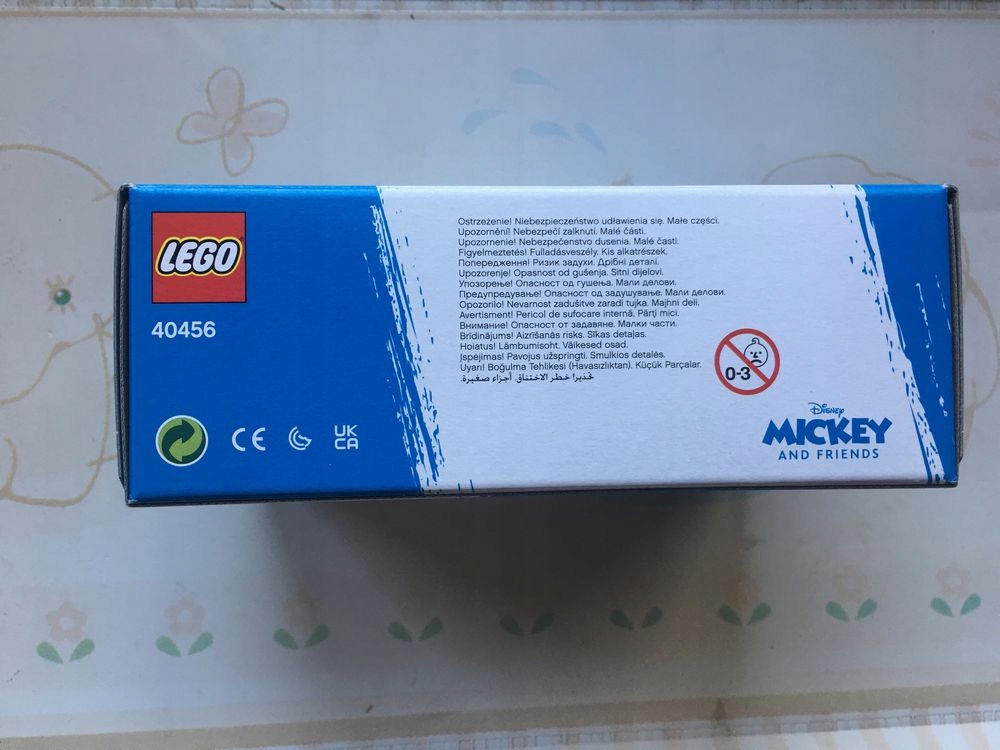 LEGO
40456
CE
UK
CA
Ostrzeżenie! Niebezpieczeństwo udławienia się. Małe części.
Upozornění! Nebezpečí zalknutí. Malé části.
Upozornenie! Nebezpečenstvo dusenia. Malé časti.
Figyelmeztetés! Fulladásveszély. Kis alkatrészek.
Попередження! Ризик задухи. Дрібні деталі.
Upozorenje! Opasnost od gušenja. Sitni dijelovi.
Упозорење! Опасност од гушења. Мали делови.
Предупредување! Опасност од задушување. Мали делови.
Opozorilo! Nevarnost zadušitve zaradi tujka. Majhni deli.
Avertisment! Pericol de sufocare internă. Părţi mici.
Внимание! Опасност от задавяне. Малки части.
Brīdinājums! Aizrīšanās risks. Sīkas detaļas.
Hoiatus! Lämbumisoht. Väikesed osad.
Įspėjimas! Pavojus užspringti. Smulkios detalės.
Uyarı! Boğulma Tehlikesi (Havasızlıktan). Küçük Parçalar.
تحذير! خطر الاختناق. أجزاء صغيرة.
0-3
Disney
MICKEY
AND FRIENDS